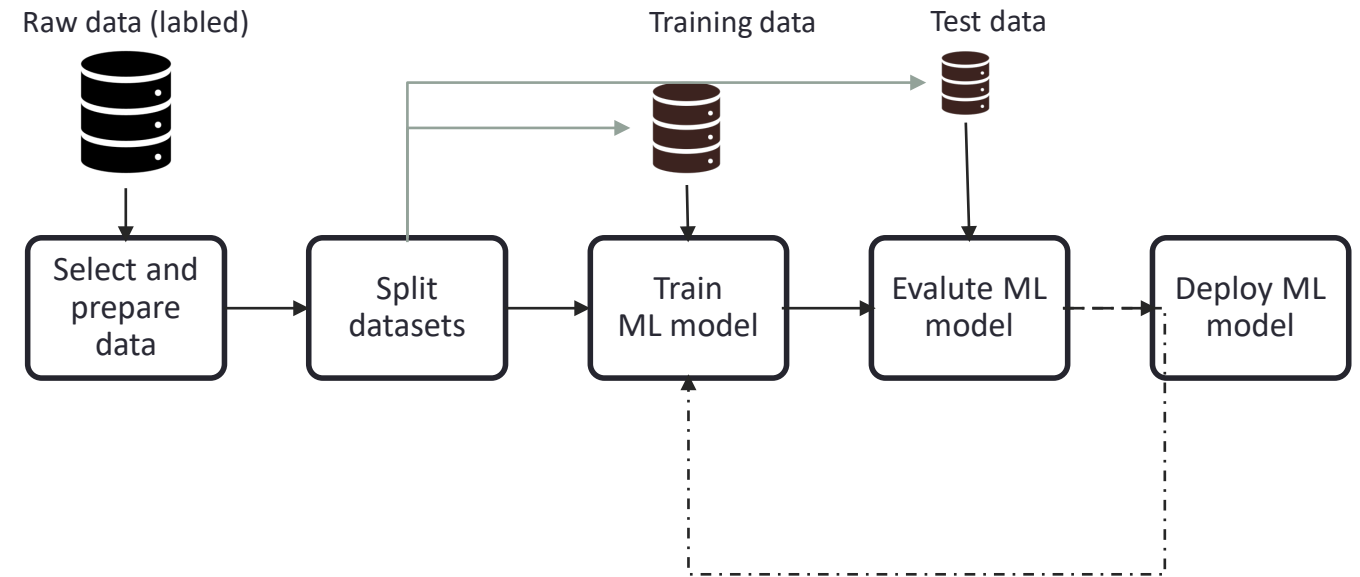 Raw data (labled)
Training data
Test data
Select and
prepare
data
Split
datasets
Train
ML model
Evalute ML
model
Deploy ML
model